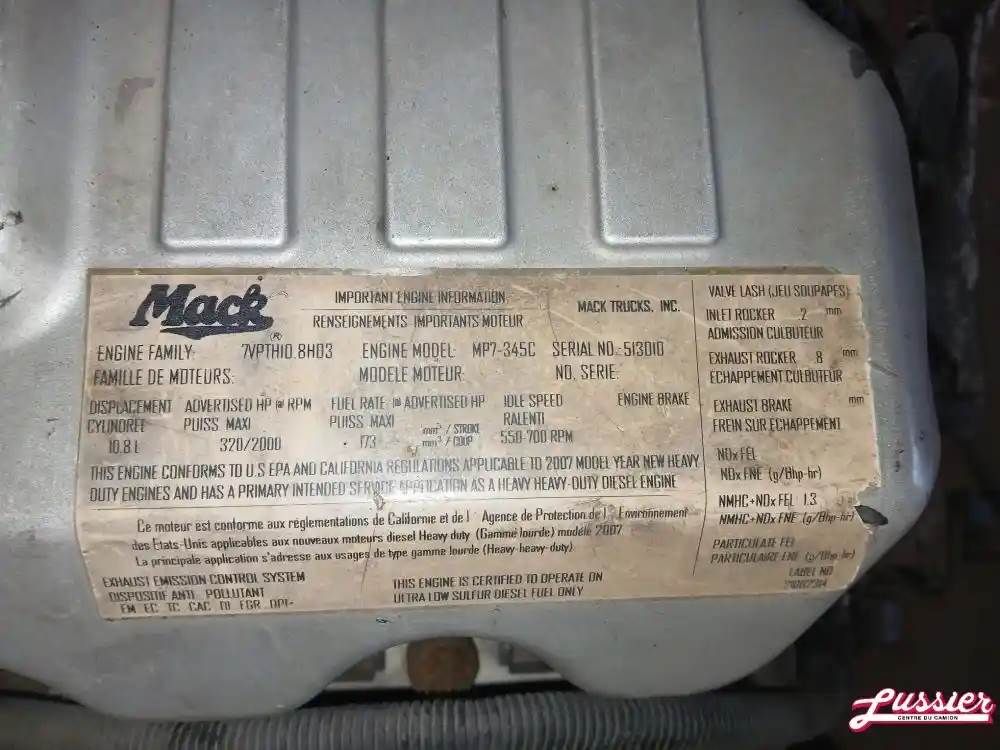 Mack ®
IMPORTANT ENGINE INFORMATION
MACK TRUCKS, INC.
RENSEIGNEMENTS IMPORTANTS MOTEUR
ENGINE FAMILY: 7VPTH10.8H03 ENGINE MODEL: MP7-345C SERIAL NO.: 513010
FAMILLE DE MOTEURS: MODELE MOTEUR: NO. SERIE:
DISPLACEMENT ADVERTISED HP @ RPM FUEL RATE @ ADVERTISED HP IDLE SPEED ENGINE BRAKE
CYLINDREE PUISS MAXI PUISS MAXI mm³ / STROKE RALENTI
10.8 L 320/2000 173 mm³ / COUP 550-700 RPM
THIS ENGINE CONFORMS TO U.S EPA AND CALIFORNIA REGULATIONS APPLICABLE TO 2007 MODEL YEAR NEW HEAVY
DUTY ENGINES AND HAS A PRIMARY INTENDED SERVICE APPLICATION AS A HEAVY HEAVY-DUTY DIESEL ENGINE
Ce moteur est conforme aux réglementations de Californie et de l Agence de Protection de l Environnement
des Etats-Unis applicables aux nouveaux moteurs diesel Heavy duty (Gamme lourde) modèle 2007
La principale application s'adresse aux usages de type gamme lourde (Heavy-heavy-duty)
EXHAUST EMISSION CONTROL SYSTEM
DISPOSITIF ANTI POLLUTANT
EM EC TC CAC DI EGR
THIS ENGINE IS CERTIFIED TO OPERATE ON
ULTRA LOW SULFUR DIESEL FUEL ONLY
VALVE LASH (JEU SOUPAPES)
INLET ROCKER .2 mm
ADMISSION CULBUTEUR
EXHAUST ROCKER .8 mm
ECHAPPEMENT CULBUTEUR
EXHAUST BRAKE mm
FREIN SUR ECHAPPEMENT
NOx FEL
NOx FNE (g/Bhp-hr)
NMHC+NOx FEL 1.3
NMHC+NOx FNE (g/Bhp-hr)
PARTICULATE FEL
PARTICULAIRE FNE (g/Bhp hr)
LABEL NO
Lussier
CENTRE DU CAMION